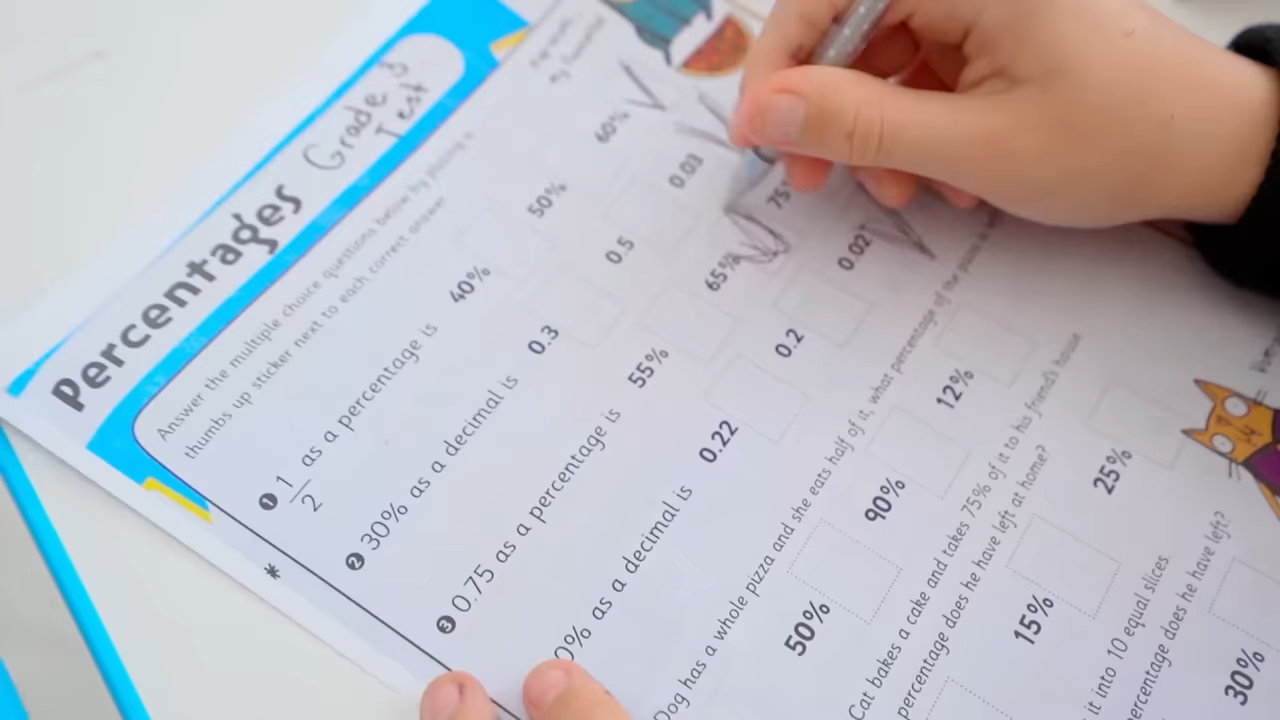 Percentages Grade 3
Test
Answer the multiple choice questions below by placing a
thumbs up sticker next to each correct answer
1 1/2 as a percentage is 40% 50% 60%
2 30% as a decimal is 0.3 0.5 0.03
3 0.75 as a percentage is 55% 65% 75
0% as a decimal is 0.22 0.2 0.02
Dog has a whole pizza and she eats half of it, what percentage of the pizza
50% 90% 12%
Cat bakes a cake and takes 75% of it to his friend's house
percentage does he have left at home?
15% 25%
it into 10 equal slices.
ercentage does he have left?
30%
*